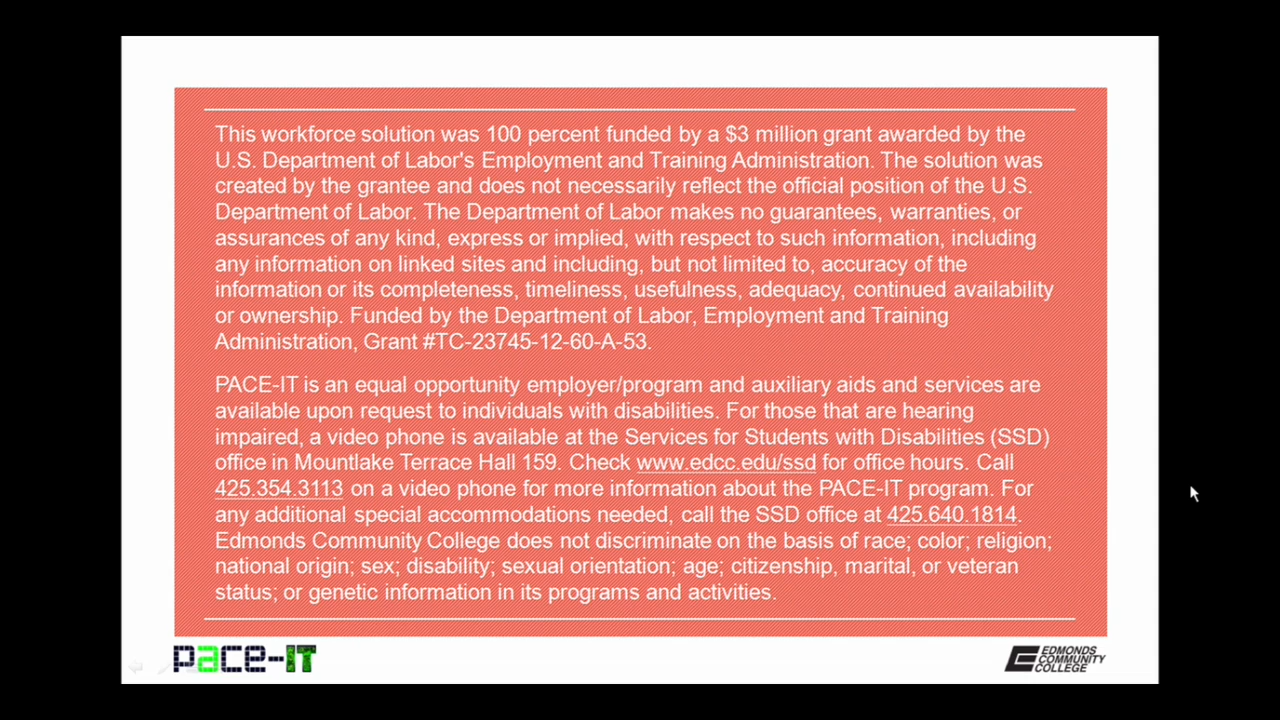 This workforce solution was 100 percent funded by a $3 million grant awarded by the
U.S. Department of Labor's Employment and Training Administration. The solution was
created by the grantee and does not necessarily reflect the official position of the U.S.
Department of Labor. The Department of Labor makes no guarantees, warranties, or
assurances of any kind, express or implied, with respect to such information, including
any information on linked sites and including, but not limited to, accuracy of the
information or its completeness, timeliness, usefulness, adequacy, continued availability
or ownership. Funded by the Department of Labor, Employment and Training
Administration, Grant #TC-23745-12-60-A-53.
PACE-IT is an equal opportunity employer/program and auxiliary aids and services are
available upon request to individuals with disabilities. For those that are hearing
impaired, a video phone is available at the Services for Students with Disabilities (SSD)
office in Mountlake Terrace Hall 159. Check www.edcc.edu/ssd for office hours. Call
425.354.3113 on a video phone for more information about the PACE-IT program. For
any additional special accommodations needed, call the SSD office at 425.640.1814.
Edmonds Community College does not discriminate on the basis of race; color; religion;
national origin; sex; disability; sexual orientation; age; citizenship, marital, or veteran
status; or genetic information in its programs and activities.
pace-IT
EDMONDS
COMMUNITY
COLLEGE